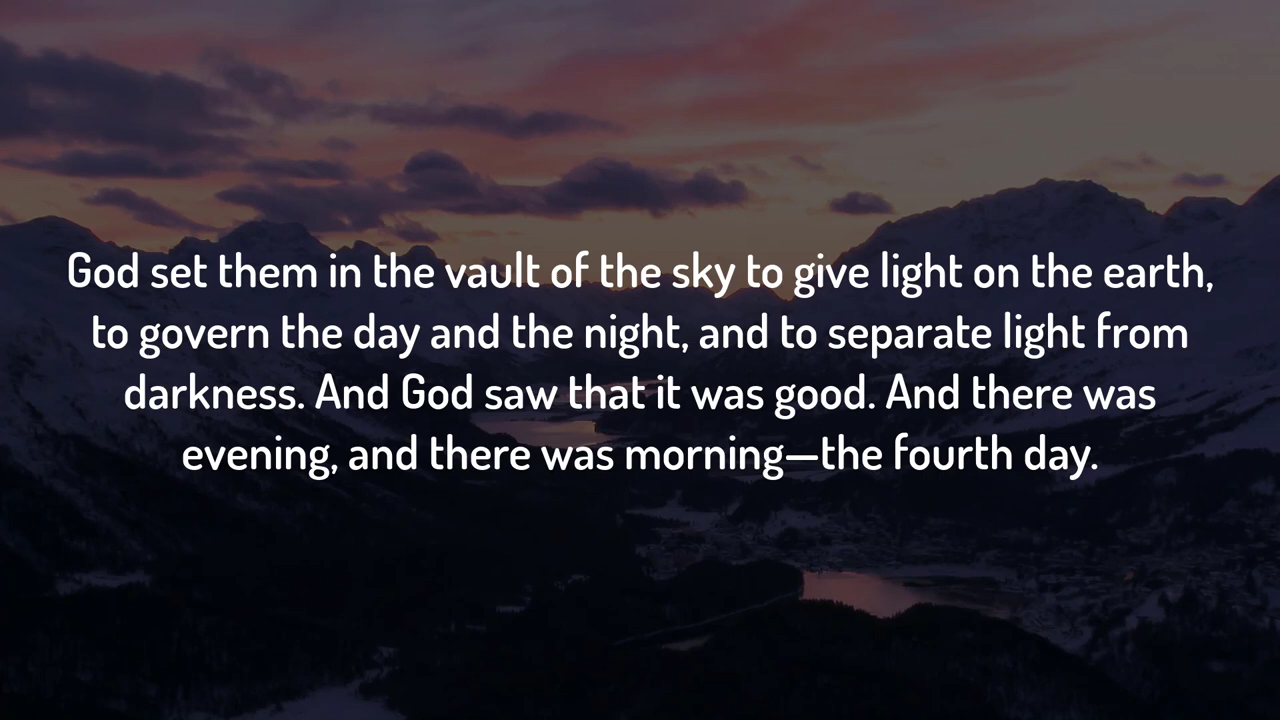 God set them in the vault of the sky to give light on the earth,
to govern the day and the night, and to separate light from
darkness. And God saw that it was good. And there was
evening, and there was morning—the fourth day.